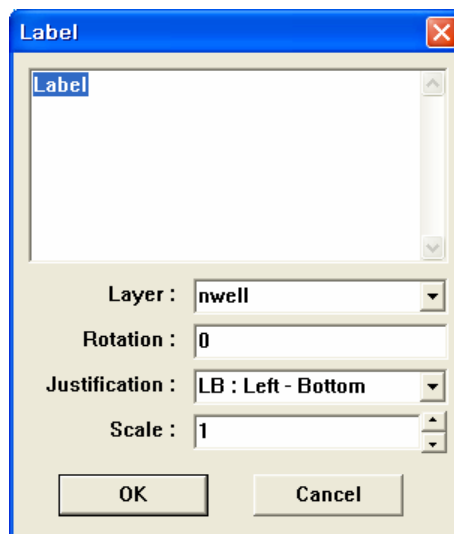 Label
Label
Layer : nwell
Rotation : 0
Justification : LB : Left - Bottom
Scale : 1
OK Cancel